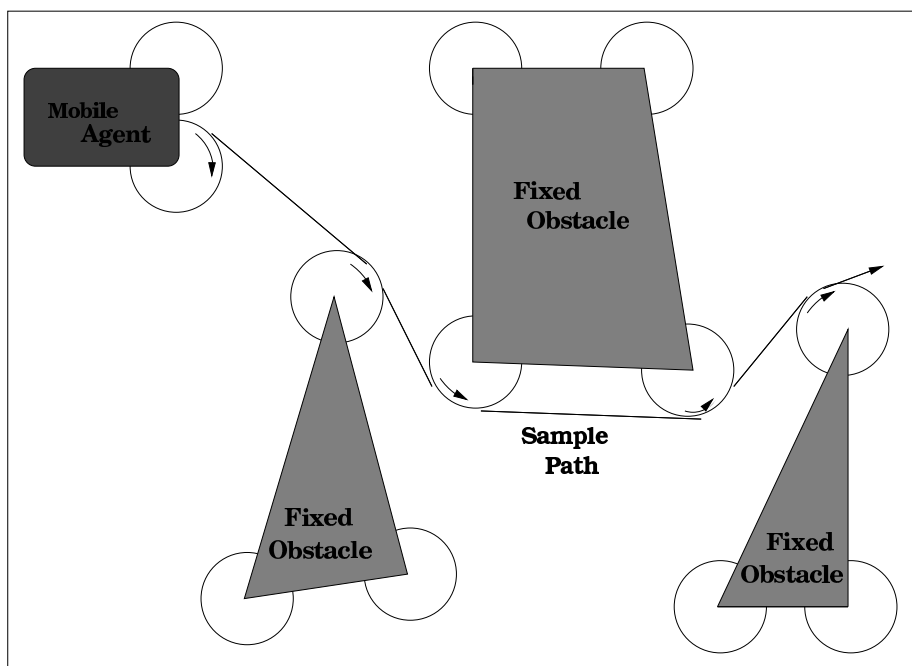 Mobile
Agent
Fixed
Obstacle
Sample
Path
Fixed
Obstacle
Fixed
Obstacle